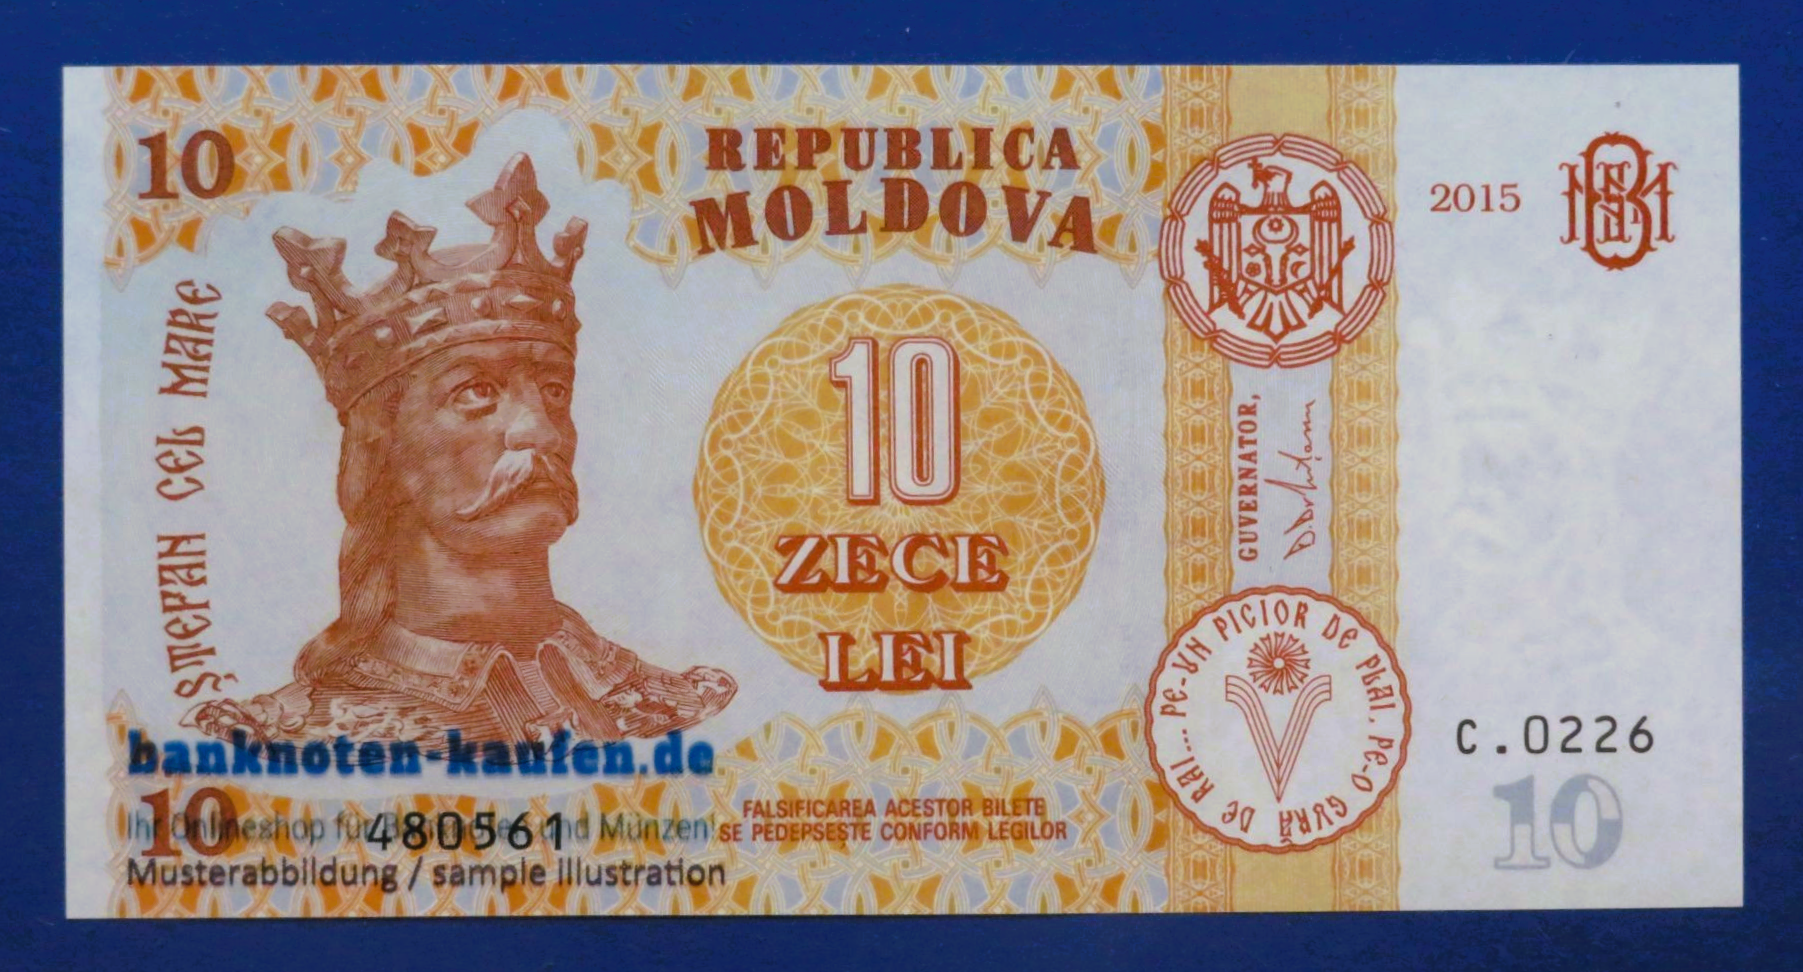 10
REPUBLICA
MOLDOVA
2015
BNM
ȘTEFAN CEL MARE
10
ZECE
LEI
GUVERNATOR,
PE-UN PICIOR DE PLAI, PE-O GURĂ DE RAI...
C.0226
10
banknoten-kaufen.de
10
480561
Ihr Onlineshop für Banknoten und Münzen!
FALSIFICAREA ACESTOR BILETE
SE PEDEPSEȘTE CONFORM LEGILOR
Musterabbildung / sample illustration